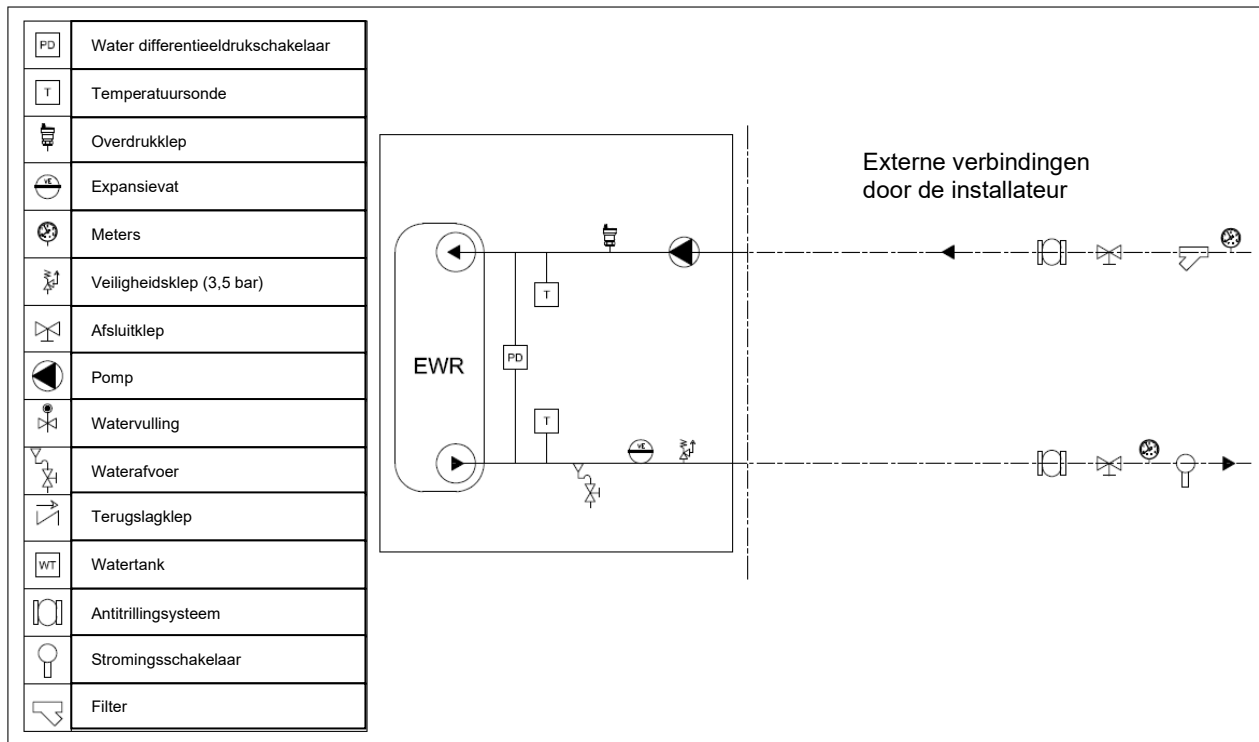 PD Water differentieeldrukschakelaar
T Temperatuursonde
Overdrukklep
VE Expansievat
Meters
Veiligheidsklep (3,5 bar)
Afsluitklep
Pomp
Watervulling
Waterafvoer
Terugslagklep
WT Watertank
Antitrillingsysteem
Stromingsschakelaar
Filter
Externe verbindingen
door de installateur
T
PD
EWR
T
VE